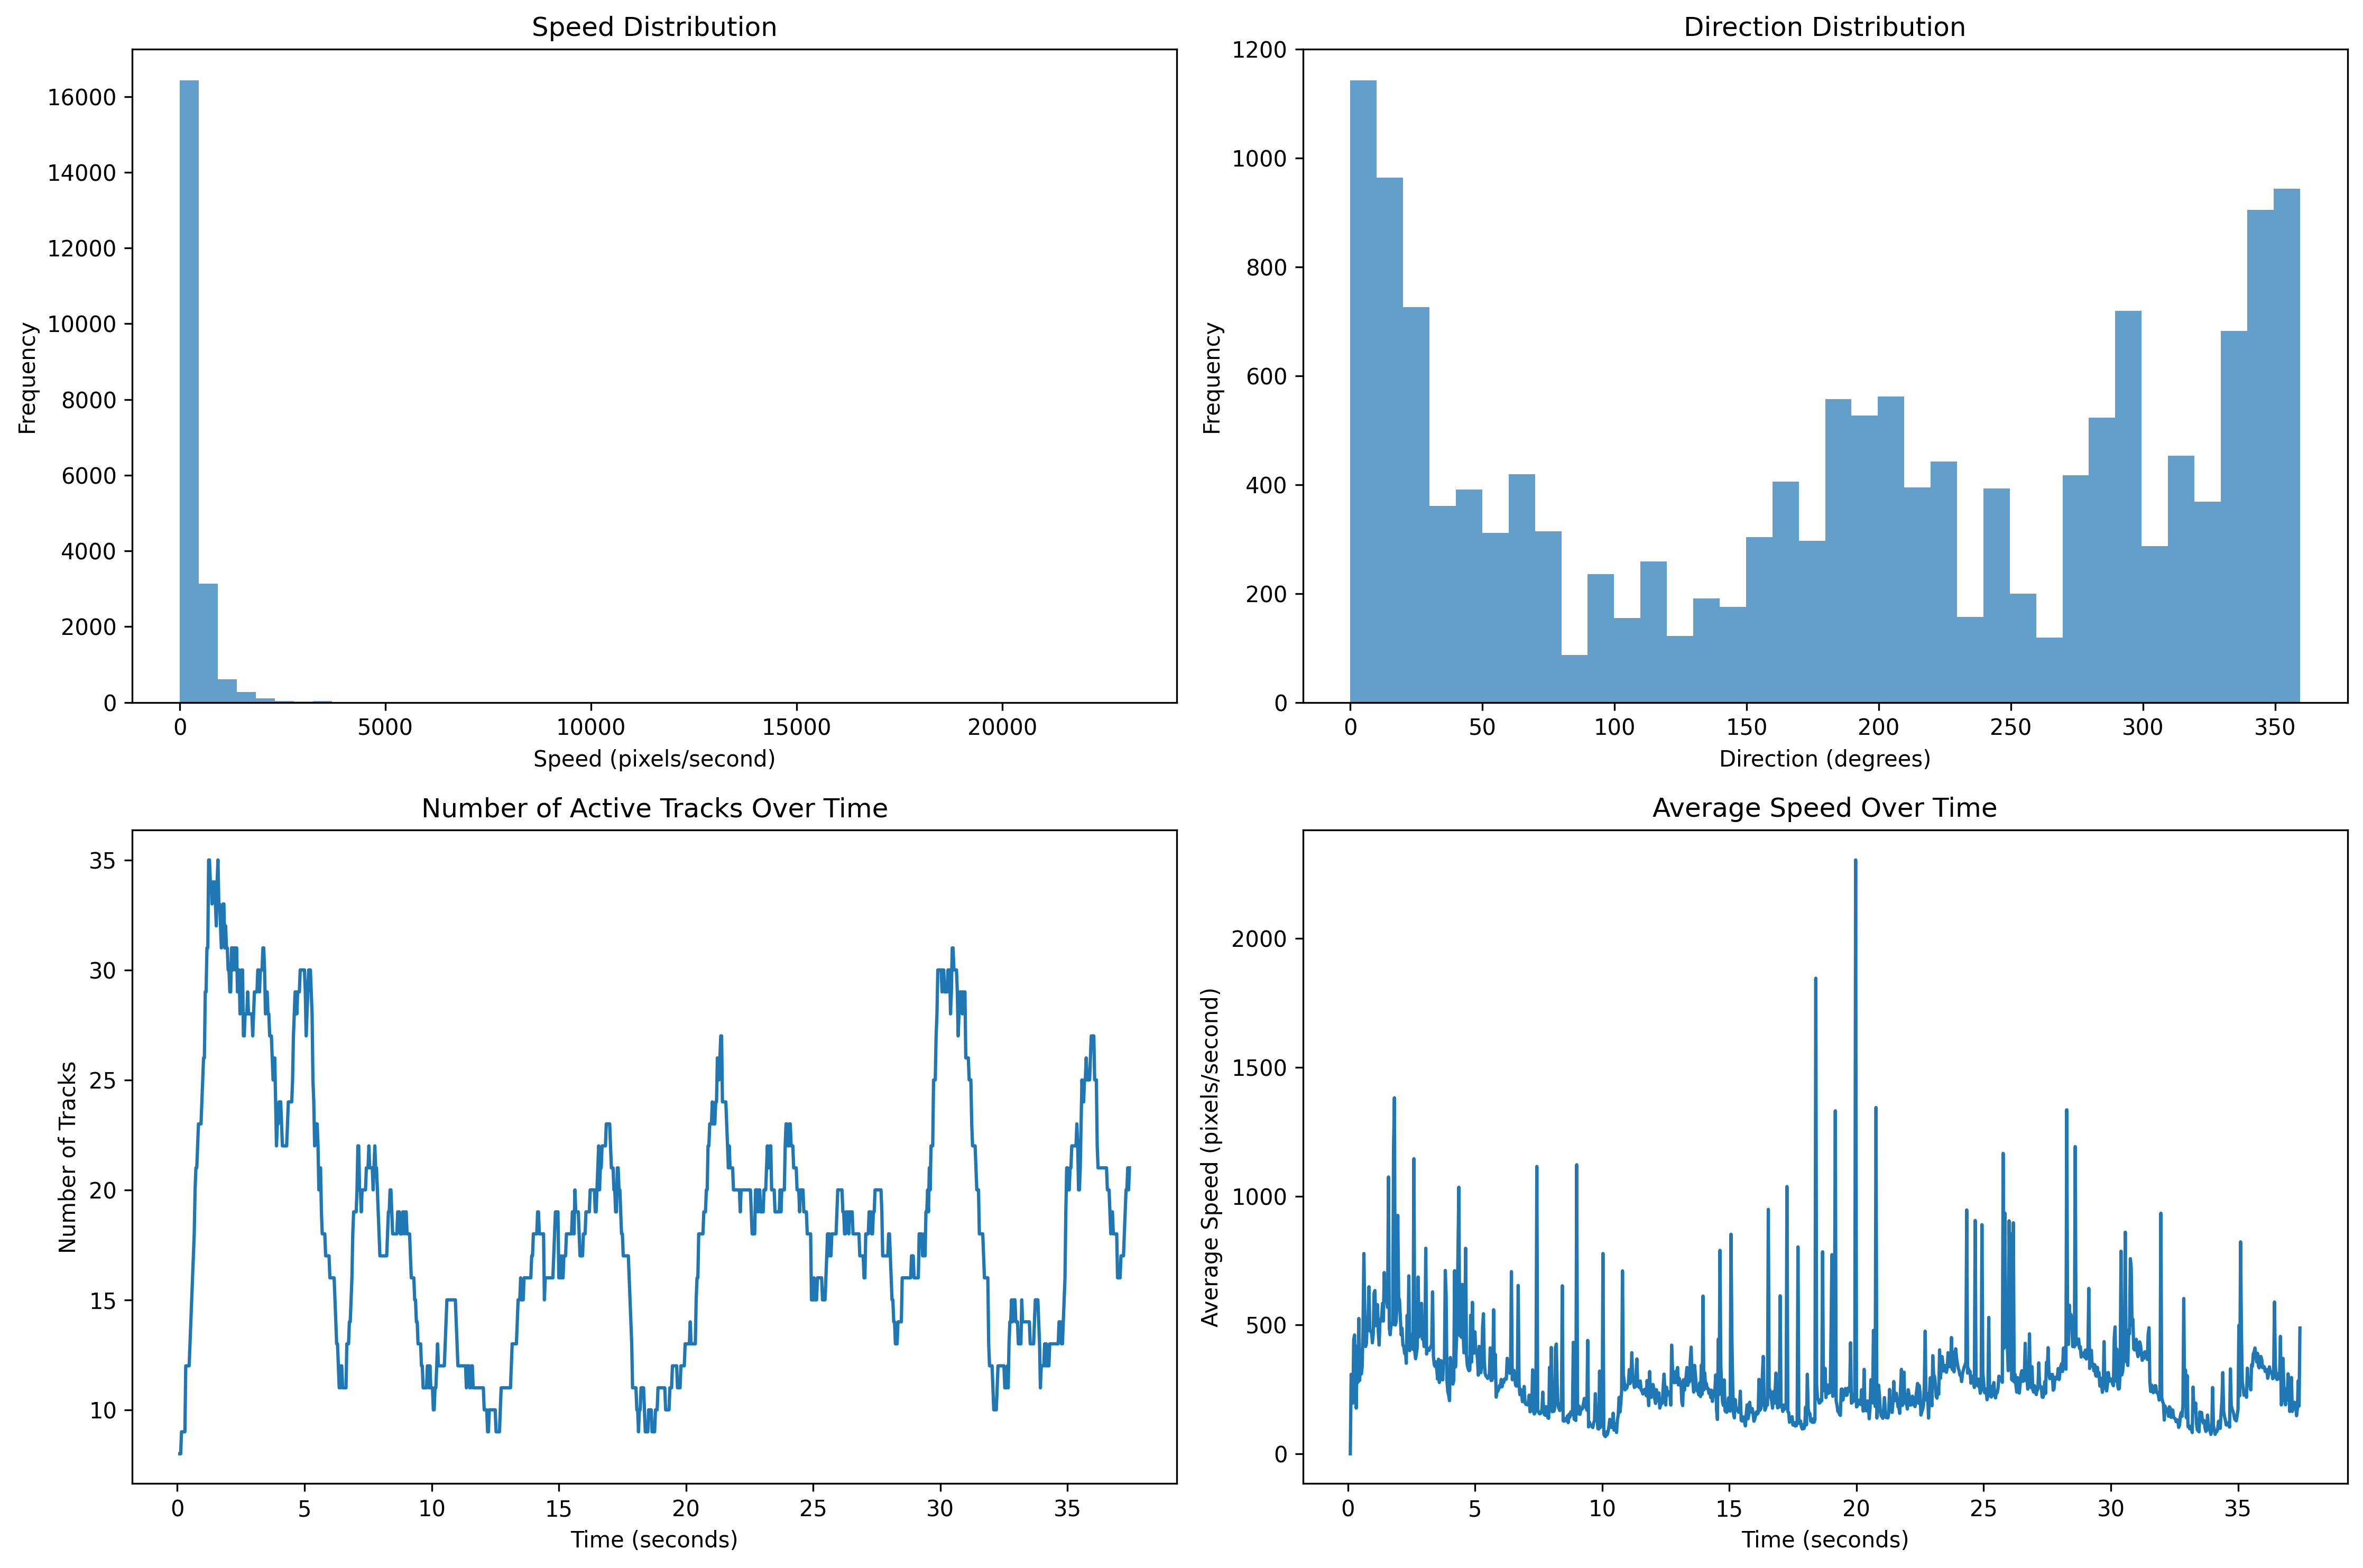 Speed Distribution
16000
14000
12000
10000
8000
6000
4000
2000
0
Frequency
0 5000 10000 15000 20000
Speed (pixels/second)
Direction Distribution
1200
1000
800
600
400
200
0
Frequency
0 50 100 150 200 250 300 350
Direction (degrees)
Number of Active Tracks Over Time
35
30
25
20
15
10
Number of Tracks
0 5 10 15 20 25 30 35
Time (seconds)
Average Speed Over Time
2000
1500
1000
500
0
Average Speed (pixels/second)
0 5 10 15 20 25 30 35
Time (seconds)